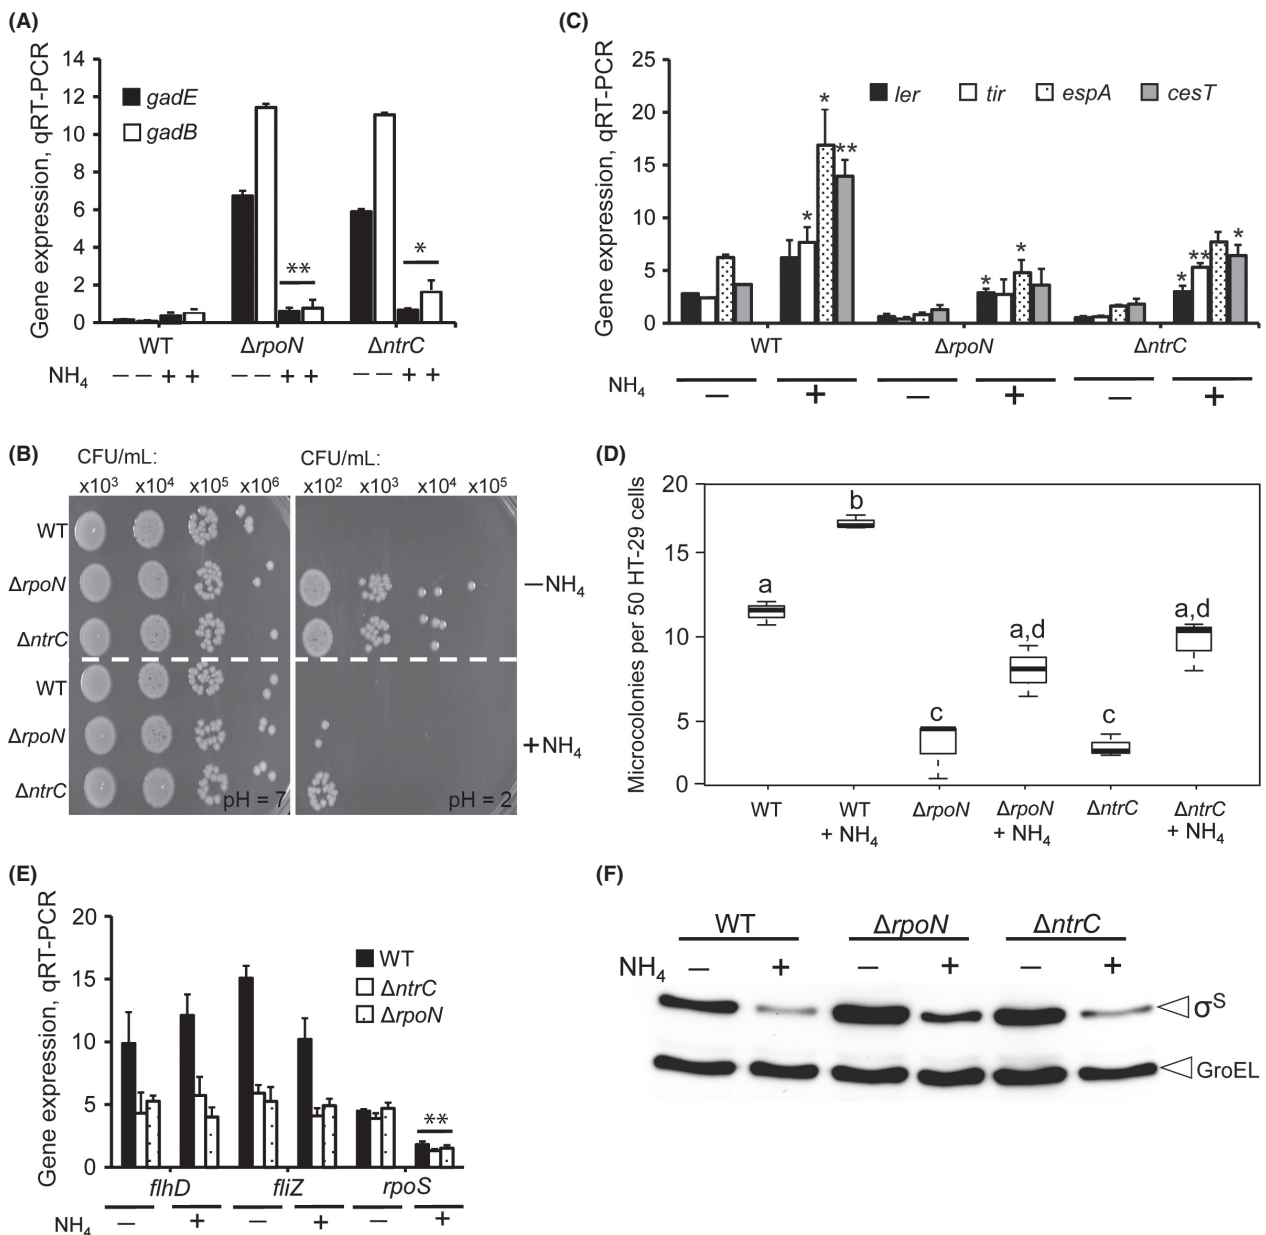 (A)
Gene expression, qRT-PCR
14
12
10
8
6
4
2
0
gadE
gadB
**
*
WT ΔrpoN ΔntrC
NH4 — — + + — — + + — — + +
(C)
Gene expression, qRT-PCR
25
20
15
10
5
0
ler tir espA cesT
*
* **
* *
* ** *
WT ΔrpoN ΔntrC
NH4 — + — + — +
(B)
CFU/mL: CFU/mL:
x10³ x10⁴ x10⁵ x10⁶ x10² x10³ x10⁴ x10⁵
WT
ΔrpoN —NH4
ΔntrC
WT
ΔrpoN +NH4
ΔntrC
pH = 7 pH = 2
(D)
Microcolonies per 50 HT-29 cells
20
15
10
5
0
a b c a,d c a,d
WT WT + NH4 ΔrpoN ΔrpoN + NH4 ΔntrC ΔntrC + NH4
(E)
Gene expression, qRT-PCR
20
15
10
5
0
WT
ΔntrC
ΔrpoN
**
flhD fliZ rpoS
NH4 — + — + — +
(F)
WT ΔrpoN ΔntrC
NH4 — + — + — +
σS
GroEL